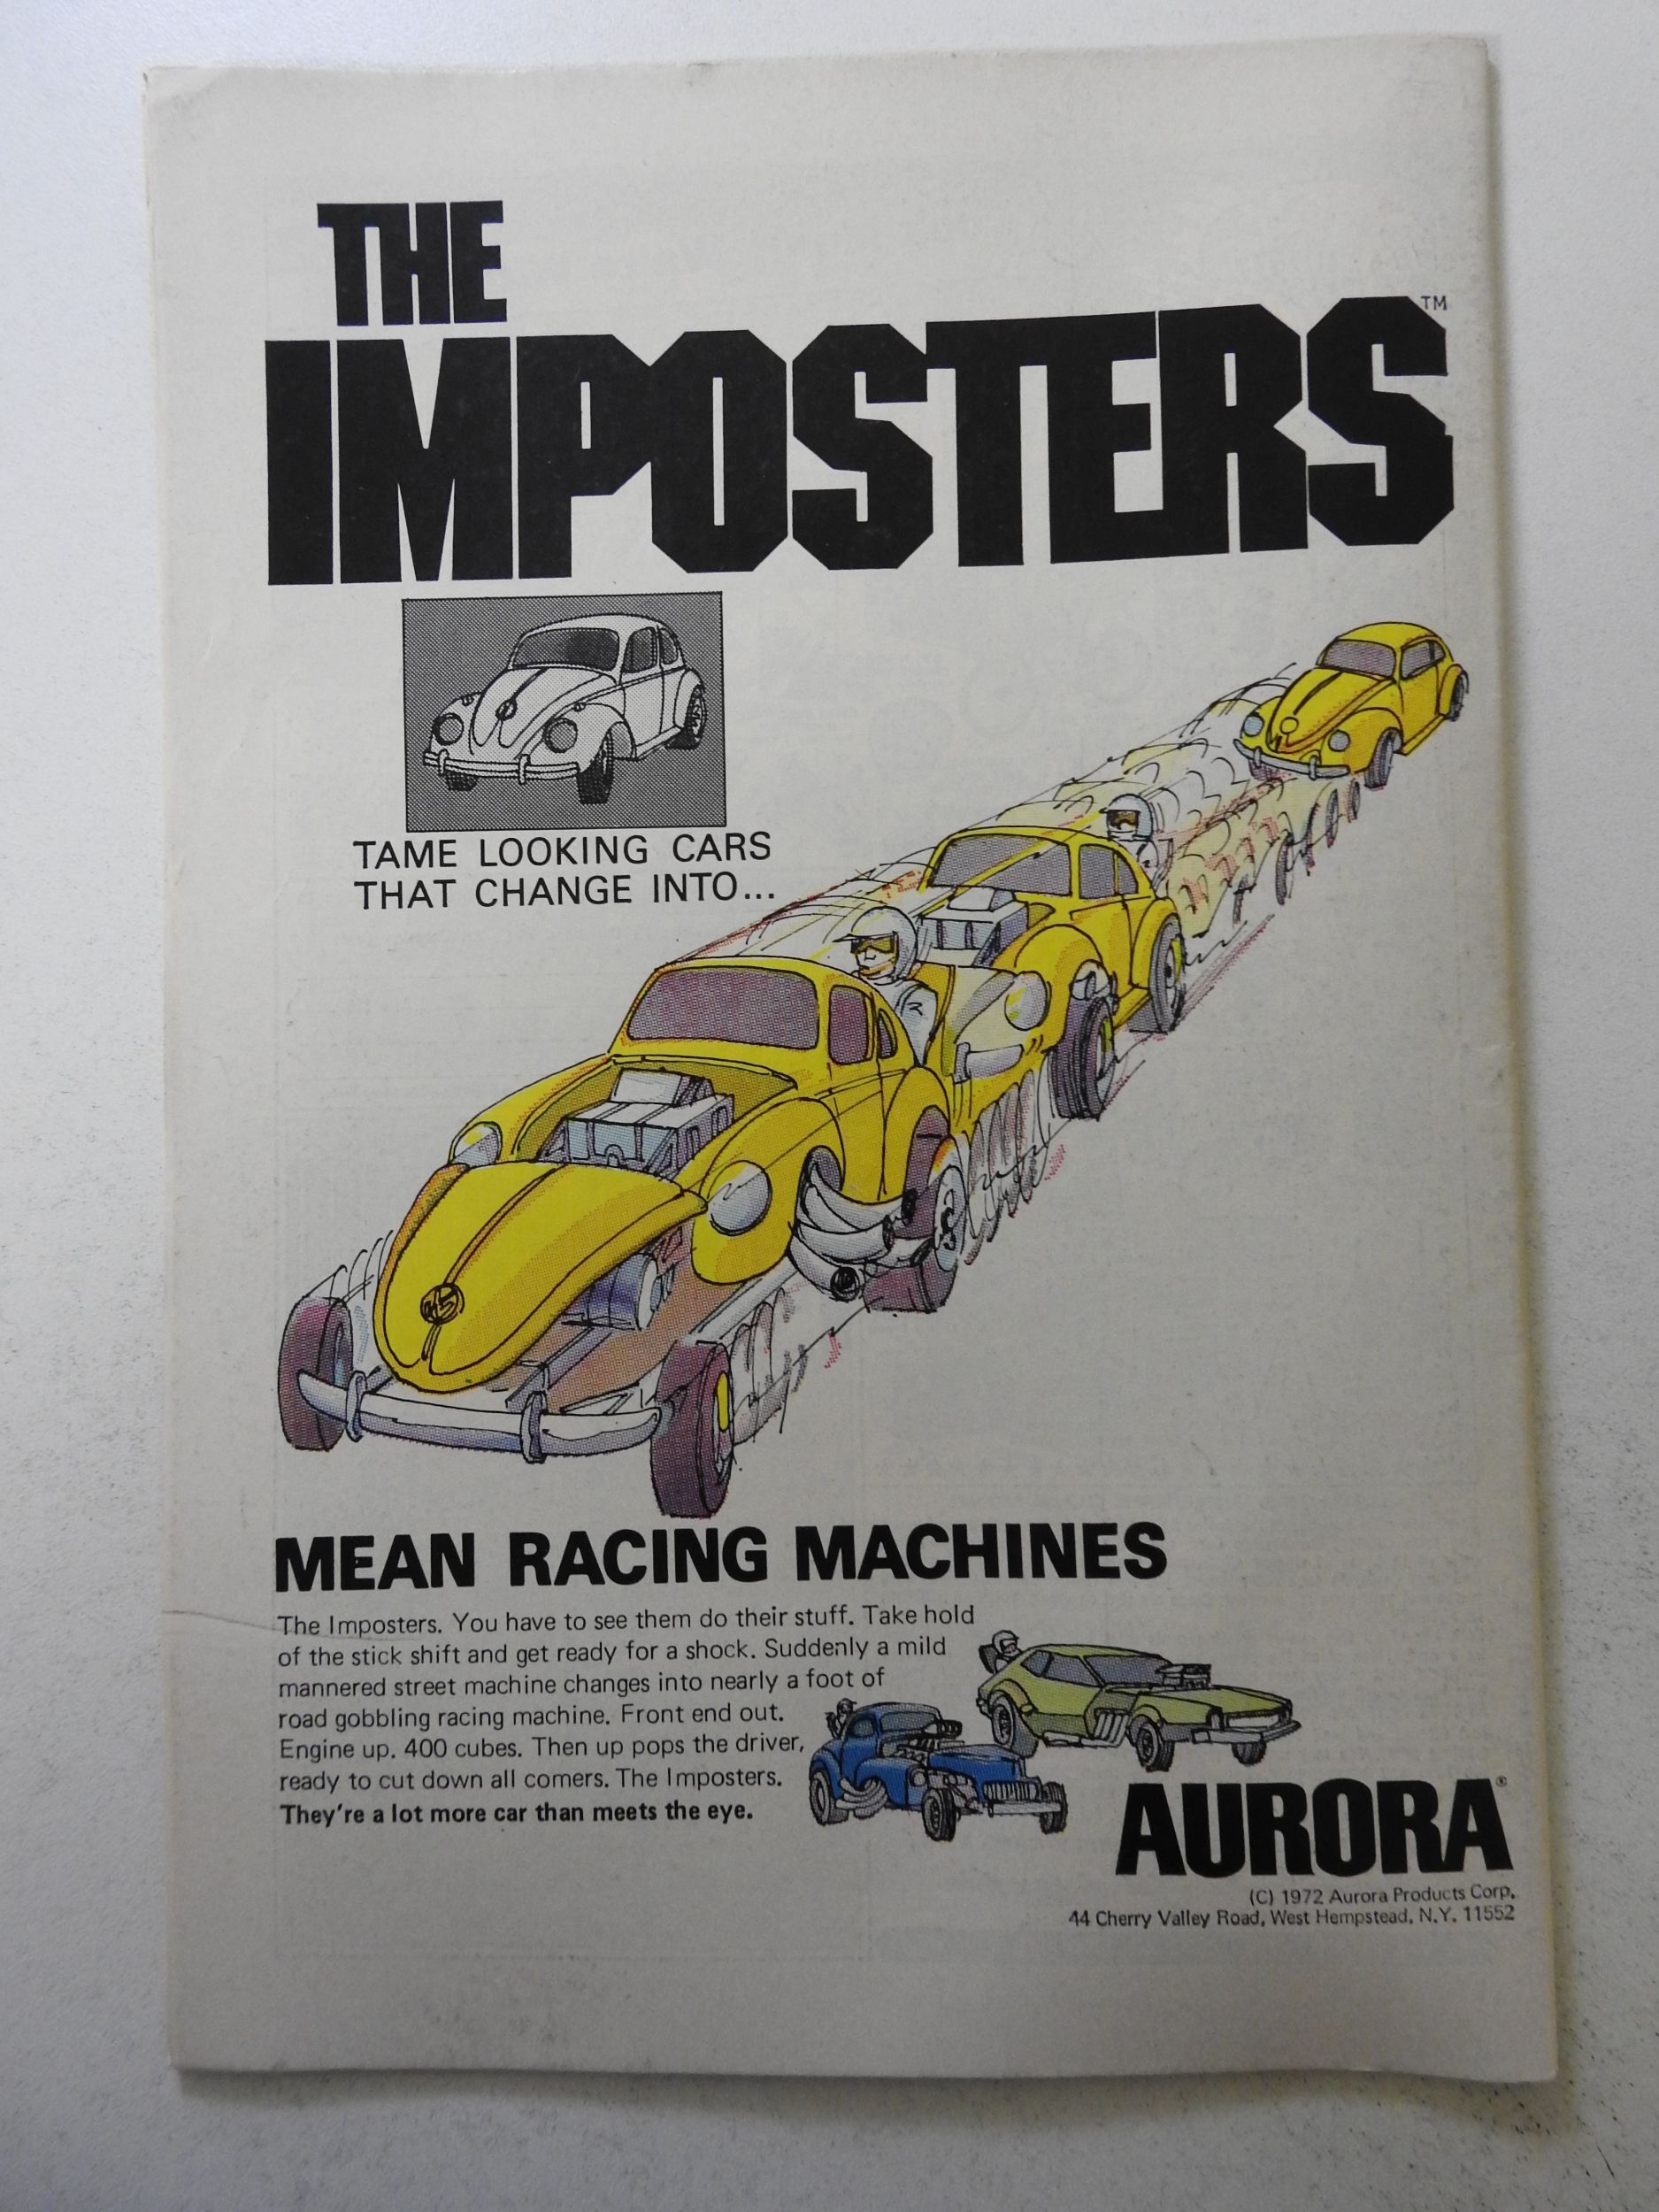 THE
IMPOSTERS™
TAME LOOKING CARS
THAT CHANGE INTO...
MEAN RACING MACHINES
The Imposters. You have to see them do their stuff. Take hold
of the stick shift and get ready for a shock. Suddenly a mild
mannered street machine changes into nearly a foot of
road gobbling racing machine. Front end out.
Engine up. 400 cubes. Then up pops the driver,
ready to cut down all comers. The Imposters.
They're a lot more car than meets the eye.
AURORA®
(C) 1972 Aurora Products Corp.
44 Cherry Valley Road, West Hempstead, N.Y. 11552